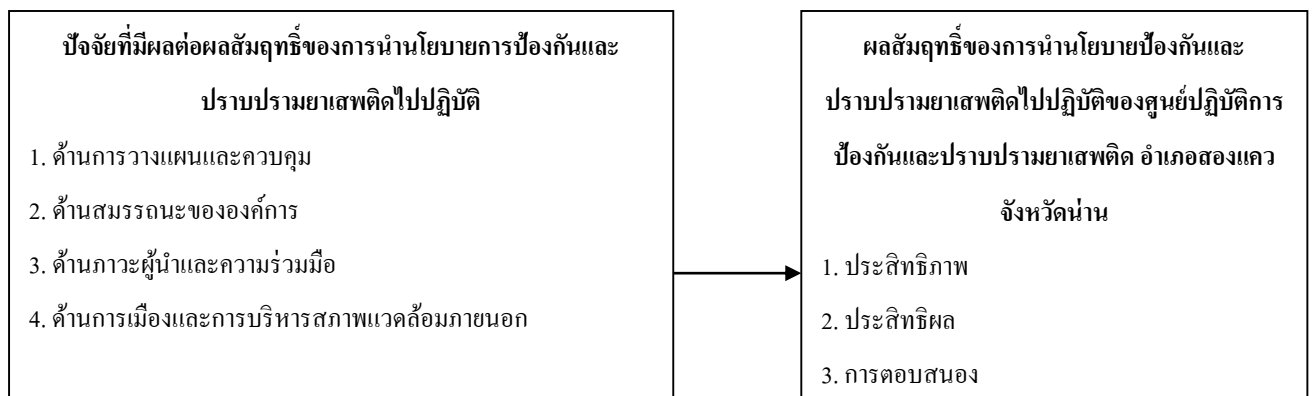 ปัจจัยที่มีผลต่อผลสัมฤทธิ์ของการนำนโยบายการป้องกันและ
ปราบปรามยาเสพติดไปปฏิบัติ
1. ด้านการวางแผนและควบคุม
2. ด้านสมรรถนะขององค์การ
3. ด้านภาวะผู้นำและความร่วมมือ
4. ด้านการเมืองและการบริหารสภาพแวดล้อมภายนอก
ผลสัมฤทธิ์ของการนำนโยบายป้องกันและ
ปราบปรามยาเสพติดไปปฏิบัติของศูนย์ปฏิบัติการ
ป้องกันและปราบปรามยาเสพติด อำเภอสองแคว
จังหวัดน่าน
1. ประสิทธิภาพ
2. ประสิทธิผล
3. การตอบสนอง